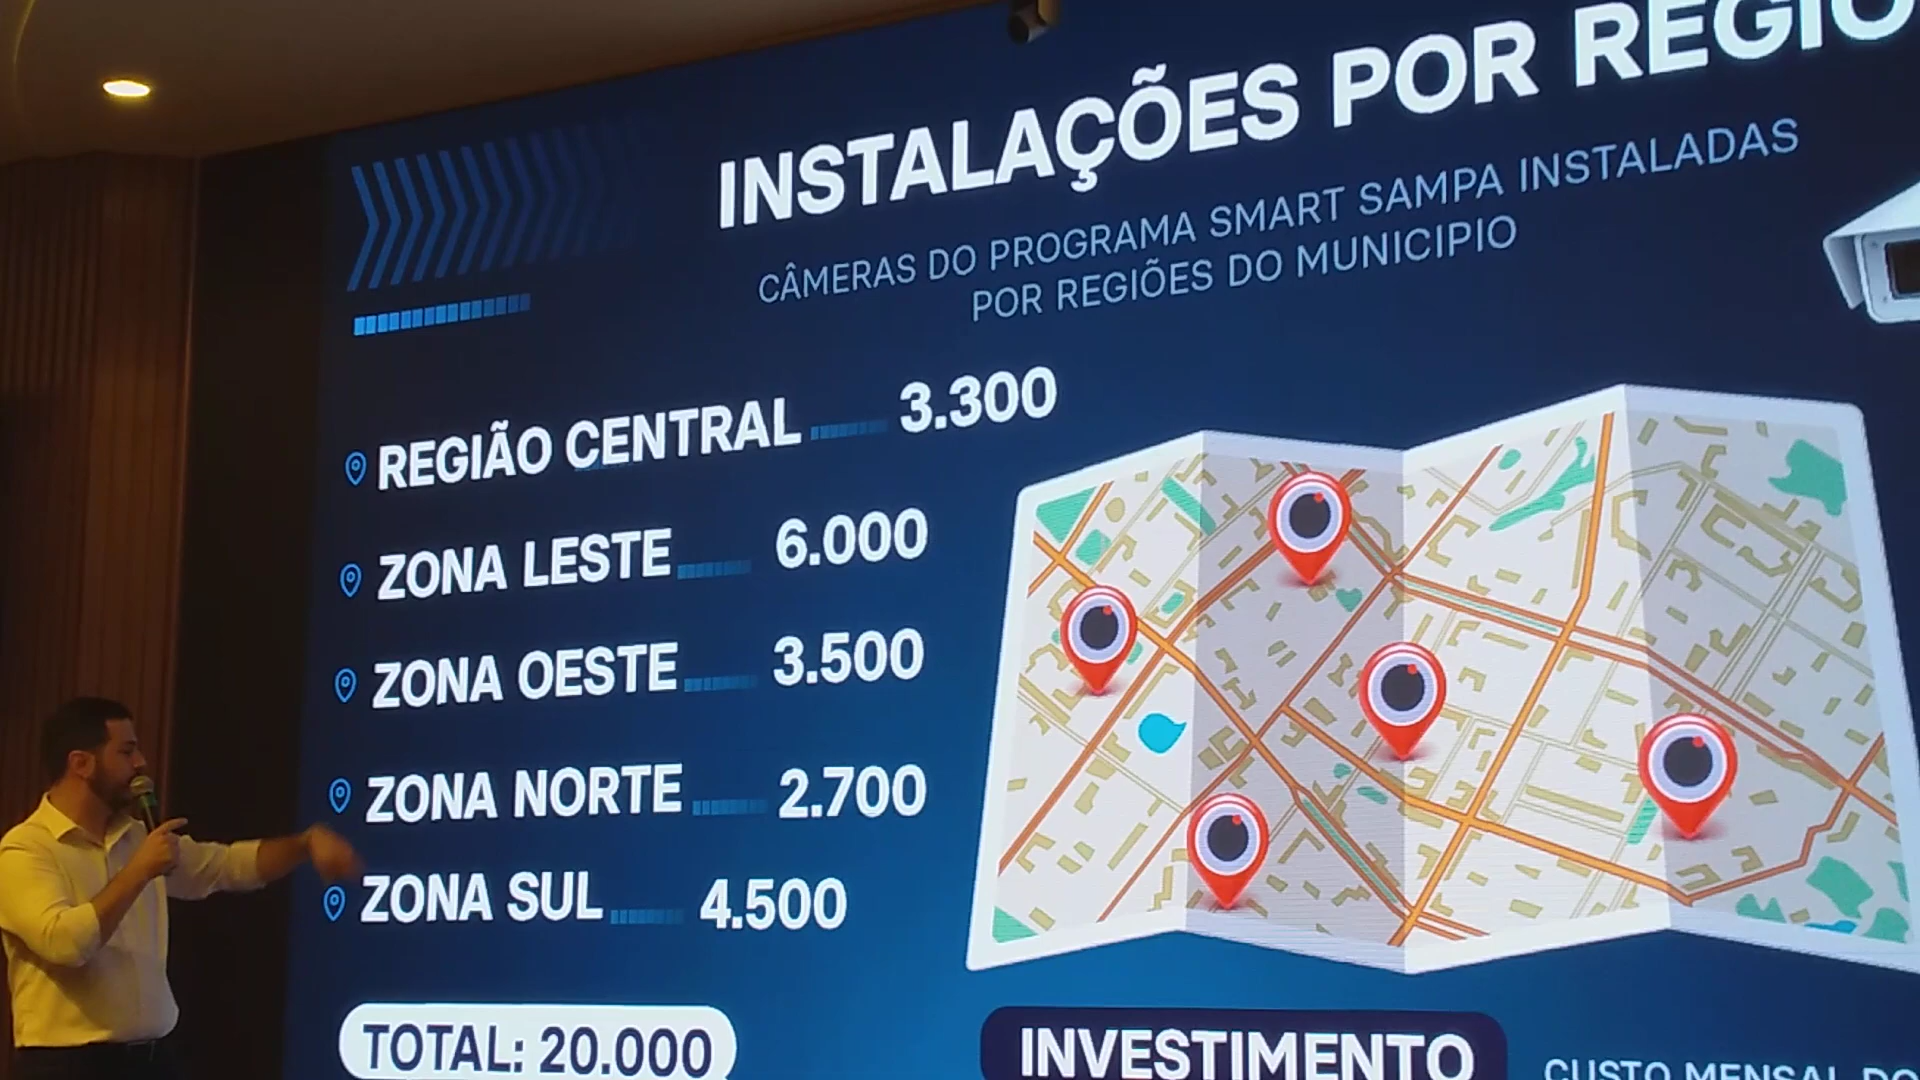 INSTALAÇÕES POR REGIÕ
CÂMERAS DO PROGRAMA SMART SAMPA INSTALADAS
POR REGIÕES DO MUNICIPIO
REGIÃO CENTRAL 3.300
ZONA LESTE 6.000
ZONA OESTE 3.500
ZONA NORTE 2.700
ZONA SUL 4.500
TOTAL: 20.000
INVESTIMENTO
CUSTO MENSAL DO